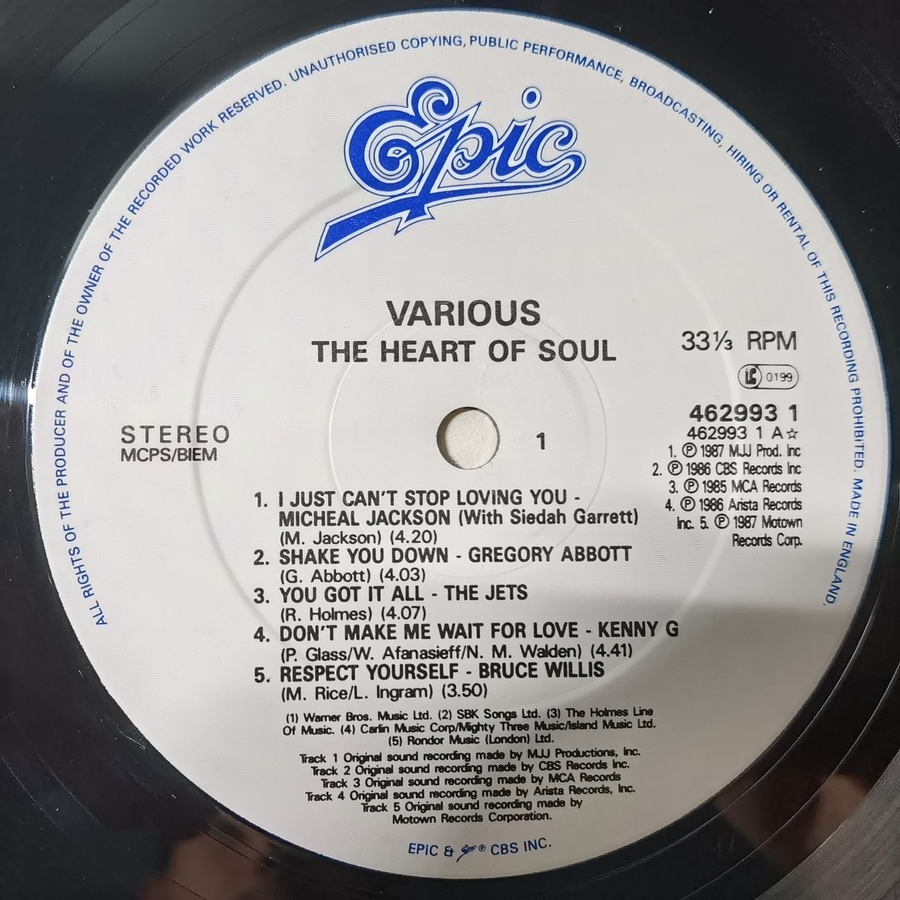 ALL RIGHTS OF THE PRODUCER AND OF THE OWNER OF THE RECORDED WORK RESERVED. UNAUTHORISED COPYING, PUBLIC PERFORMANCE, BROADCASTING, HIRING OR RENTAL OF THIS RECORDING PROHIBITED. MADE IN ENGLAND.
Epic
VARIOUS
THE HEART OF SOUL
33⅓ RPM
LC 0199
STEREO
MCPS/BIEM
1
462993 1
462993 1 A☆
1. ℗ 1987 MJJ Prod. Inc
2. ℗ 1986 CBS Records Inc
3. ℗ 1985 MCA Records
4. ℗ 1986 Arista Records
Inc. 5. ℗ 1987 Motown
Records Corp.
1. I JUST CAN'T STOP LOVING YOU -
MICHEAL JACKSON (With Siedah Garrett)
(M. Jackson) (4.20)
2. SHAKE YOU DOWN - GREGORY ABBOTT
(G. Abbott) (4.03)
3. YOU GOT IT ALL - THE JETS
(R. Holmes) (4.07)
4. DON'T MAKE ME WAIT FOR LOVE - KENNY G
(P. Glass/W. Afanasieff/N. M. Walden) (4.41)
5. RESPECT YOURSELF - BRUCE WILLIS
(M. Rice/L. Ingram) (3.50)
(1) Warner Bros. Music Ltd. (2) SBK Songs Ltd. (3) The Holmes Line
Of Music. (4) Carlin Music Corp/Mighty Three Music/Island Music Ltd.
(5) Rondor Music (London) Ltd.
Track 1 Original sound recording made by MJJ Productions, Inc.
Track 2 Original sound recording made by CBS Records Inc.
Track 3 Original sound recording made by MCA Records
Track 4 Original sound recording made by Arista Records, Inc.
Track 5 Original sound recording made by
Motown Records Corporation.
EPIC & ® CBS INC.